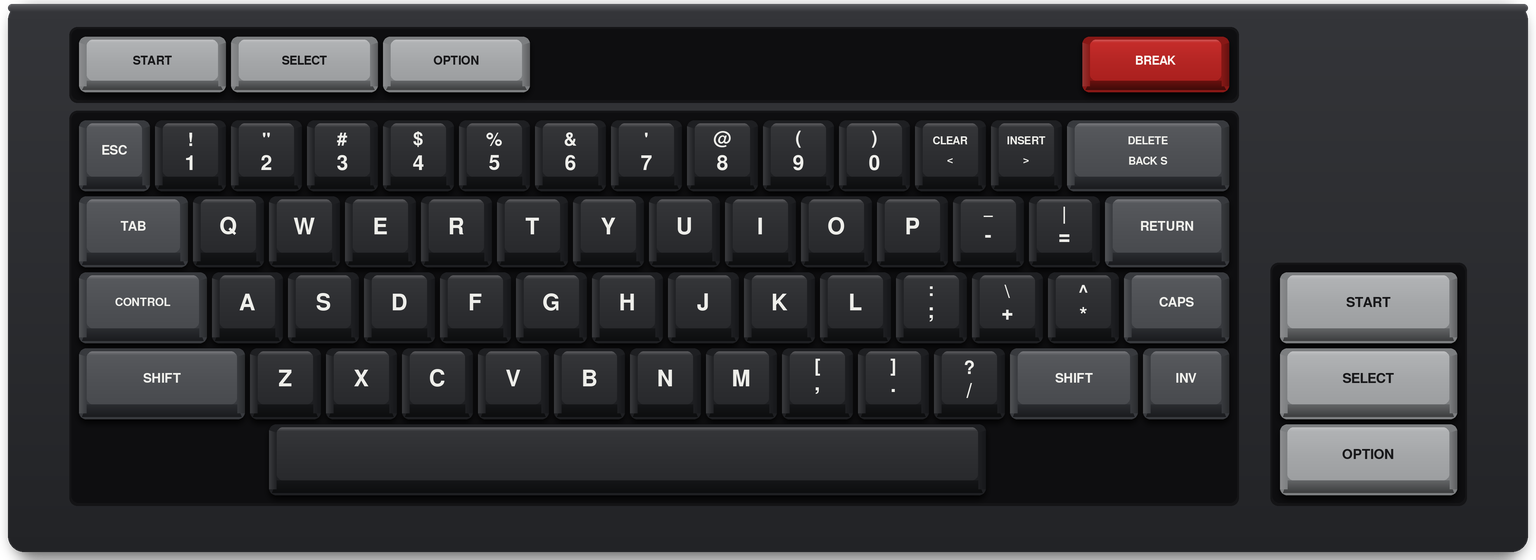 START SELECT OPTION BREAK
ESC ! " # $ % & ' @ ( ) CLEAR INSERT DELETE
1 2 3 4 5 6 7 8 9 0 < > BACK S
TAB Q W E R T Y U I O P _ | RETURN
- =
CONTROL A S D F G H J K L : \ ^ CAPS
; + *
START
SHIFT Z X C V B N M [ ] ? SHIFT INV
, . /
SELECT
OPTION